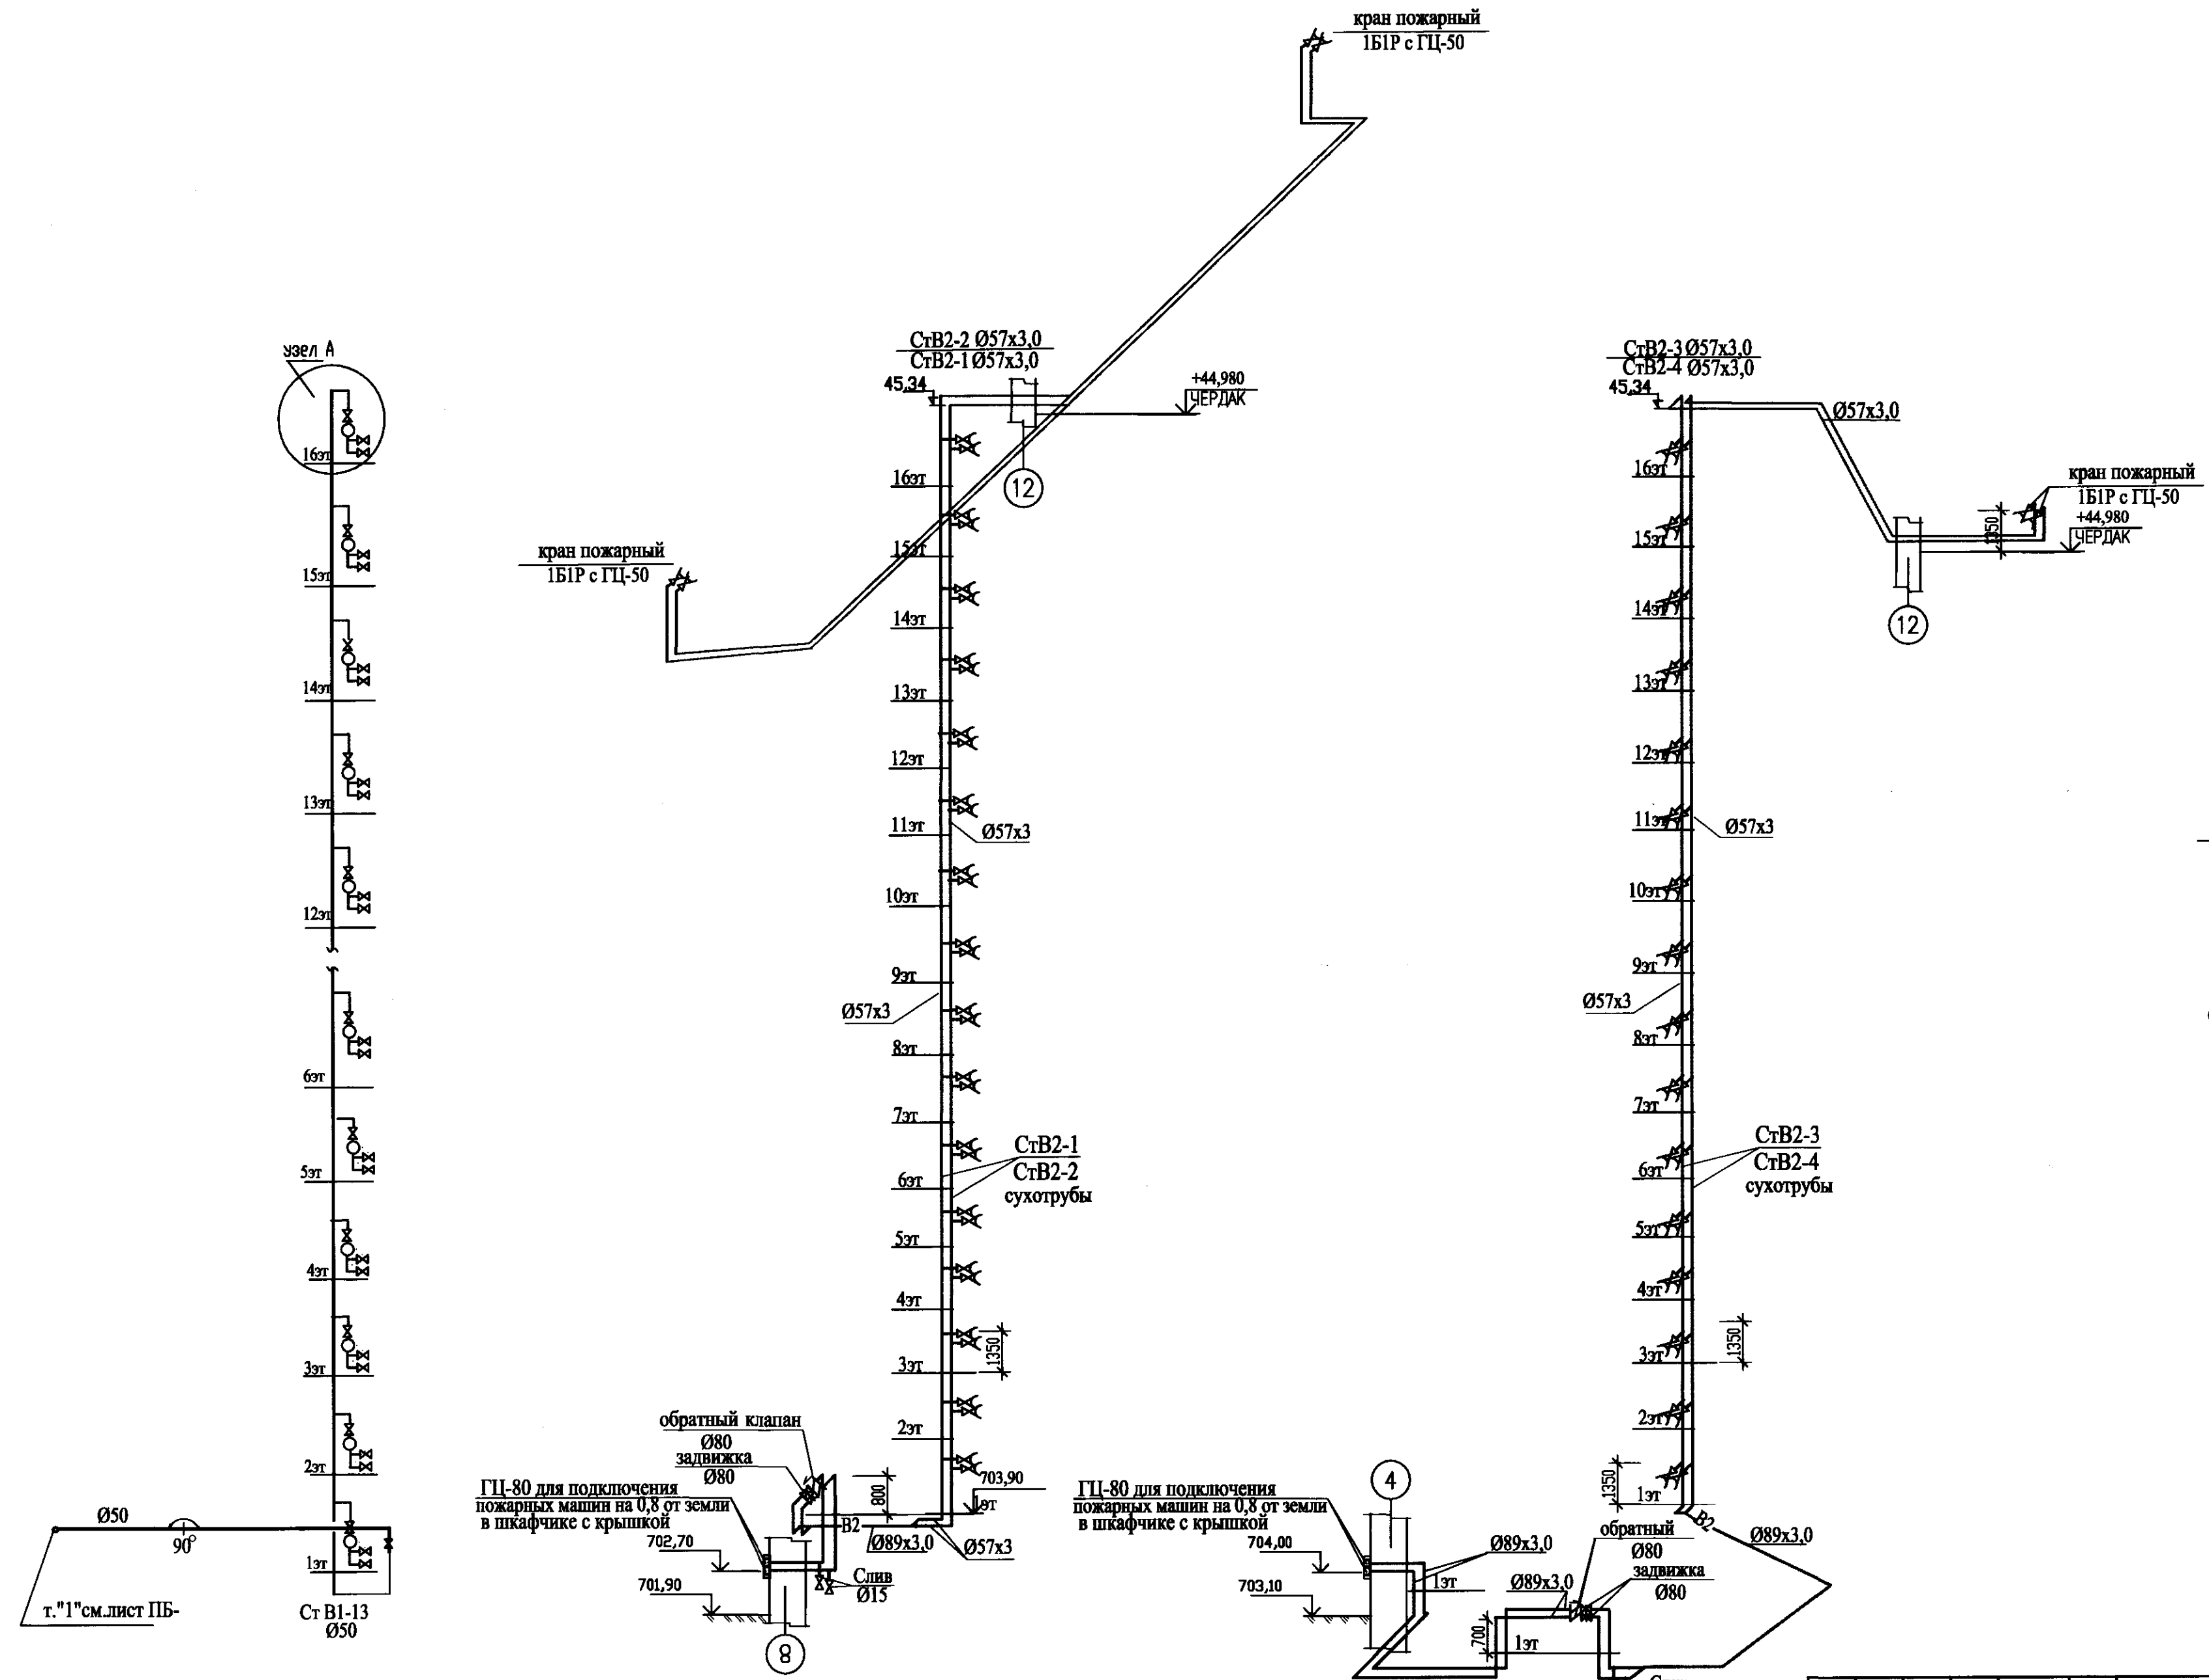 кран пожарный
1Б1Р с ГЦ-50
узел А
16эт
15эт
14эт
13эт
12эт
6эт
5эт
4эт
3эт
2эт
1эт
Ø50
90°
т."1"см.лист ПБ-
Ст В1-13
Ø50
кран пожарный
1Б1Р с ГЦ-50
СтВ2-2 Ø57х3,0
СтВ2-1 Ø57х3,0
45,34
+44,980
ЧЕРДАК
12
16эт
15эт
14эт
13эт
12эт
11эт
Ø57х3
10эт
9эт
Ø57х3
8эт
7эт
СтВ2-1
СтВ2-2
сухотрубы
6эт
5эт
4эт
3эт
1350
2эт
обратный клапан
Ø80
задвижка
Ø80
ГЦ-80 для подключения
пожарных машин на 0,8 от земли
в шкафчике с крышкой
800
703,90
1эт
В2
Ø89х3,0
Ø57х3
702,70
701,90
Слив
Ø15
8
СтВ2-3 Ø57х3,0
СтВ2-4 Ø57х3,0
45,34
Ø57х3,0
кран пожарный
1Б1Р с ГЦ-50
+44,980
ЧЕРДАК
1350
12
16эт
15эт
14эт
13эт
12эт
11эт
Ø57х3
10эт
9эт
Ø57х3
8эт
7эт
СтВ2-3
СтВ2-4
сухотрубы
6эт
5эт
4эт
3эт
1350
2эт
1350
1эт
В2
4
ГЦ-80 для подключения
пожарных машин на 0,8 от земли
в шкафчике с крышкой
704,00
703,10
Ø89х3,0
1эт
Ø89х3,0
обратный
Ø80
задвижка
Ø80
Ø89х3,0
700
1эт